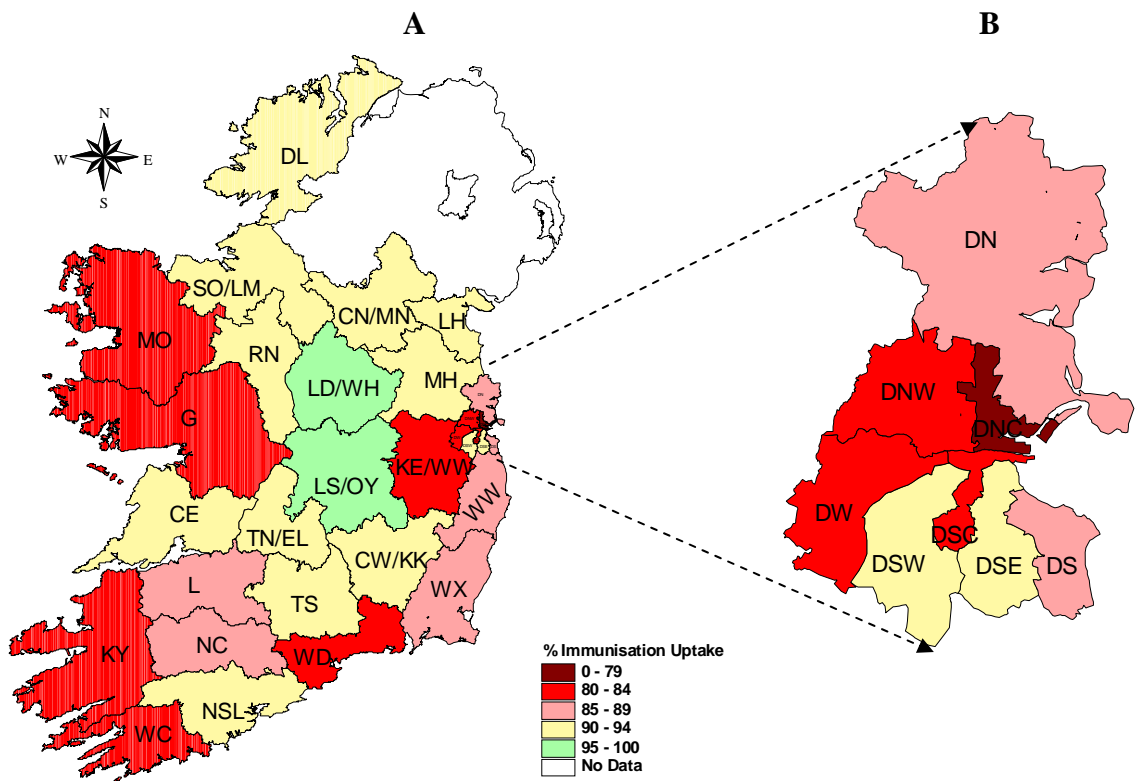 A
B
N
W
E
S
DL
SO/LM
CN/MN
LH
MO
RN
MH
LD/WH
G
KE/WW
LS/OY
WW
CE
TN/EL
CW/KK
L
TS
WX
NC
KY
WD
NSL
WC
DN
DNW
DNC
DW
DSC
DSW
DSE
DS
% Immunisation Uptake
0 - 79
80 - 84
85 - 89
90 - 94
95 - 100
No Data